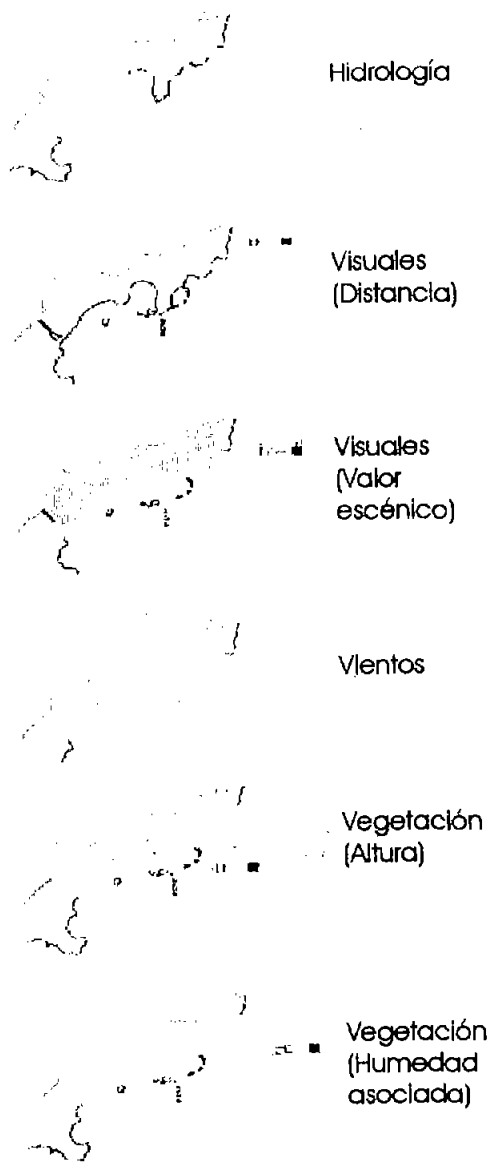 Hidrología
Visuales
(Distancia)
Visuales
(Valor
escénico)
Vientos
Vegetación
(Altura)
Vegetación
(Humedad
asociada)